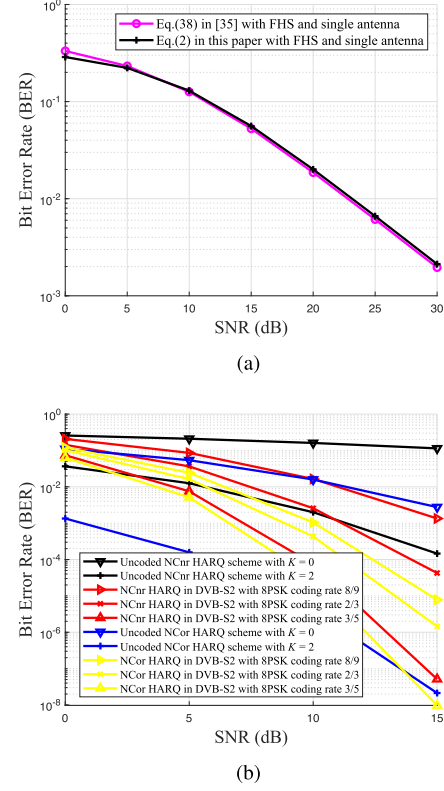 10^0
10^-1
10^-2
10^-3
Bit Error Rate (BER)
Eq.(38) in [35] with FHS and single antenna
Eq.(2) in this paper with FHS and single antenna
0 5 10 15 20 25 30
SNR (dB)
(a)
10^0
10^-2
10^-4
10^-6
10^-8
Bit Error Rate (BER)
Uncoded NCnr HARQ scheme with K = 0
Uncoded NCnr HARQ scheme with K = 2
NCnr HARQ in DVB-S2 with 8PSK coding rate 8/9
NCnr HARQ in DVB-S2 with 8PSK coding rate 2/3
NCnr HARQ in DVB-S2 with 8PSK coding rate 3/5
Uncoded NCor HARQ scheme with K = 0
Uncoded NCor HARQ scheme with K = 2
NCor HARQ in DVB-S2 with 8PSK coding rate 8/9
NCor HARQ in DVB-S2 with 8PSK coding rate 2/3
NCor HARQ in DVB-S2 with 8PSK coding rate 3/5
0 5 10 15
SNR (dB)
(b)